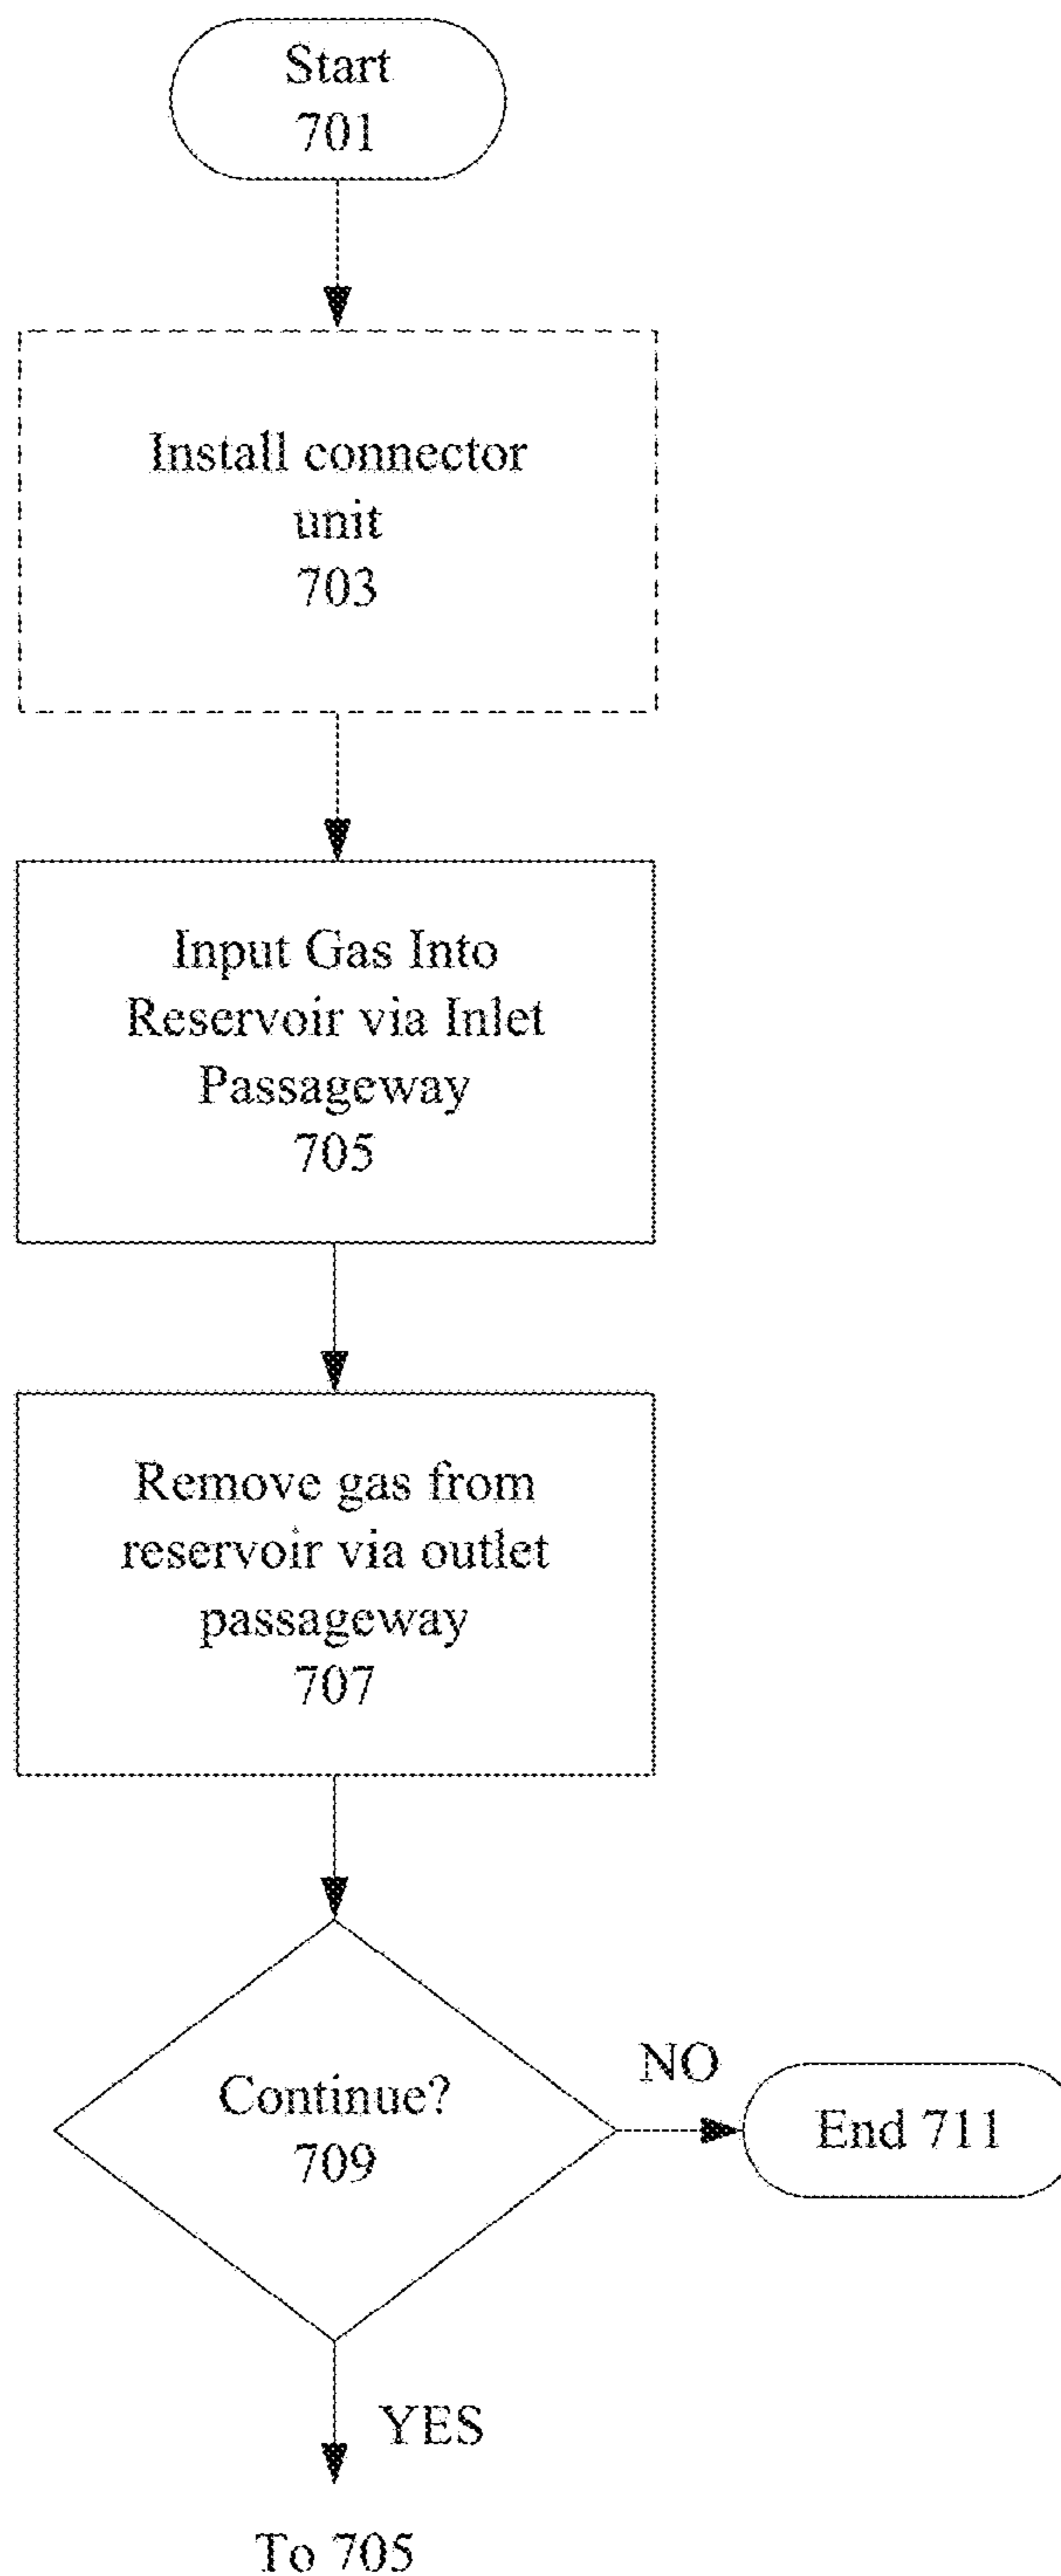 Start
701
Install connector
unit
703
Input Gas Into
Reservoir via Inlet
Passageway
705
Remove gas from
reservoir via outlet
passageway
707
Continue?
709
NO
End 711
YES
To 705